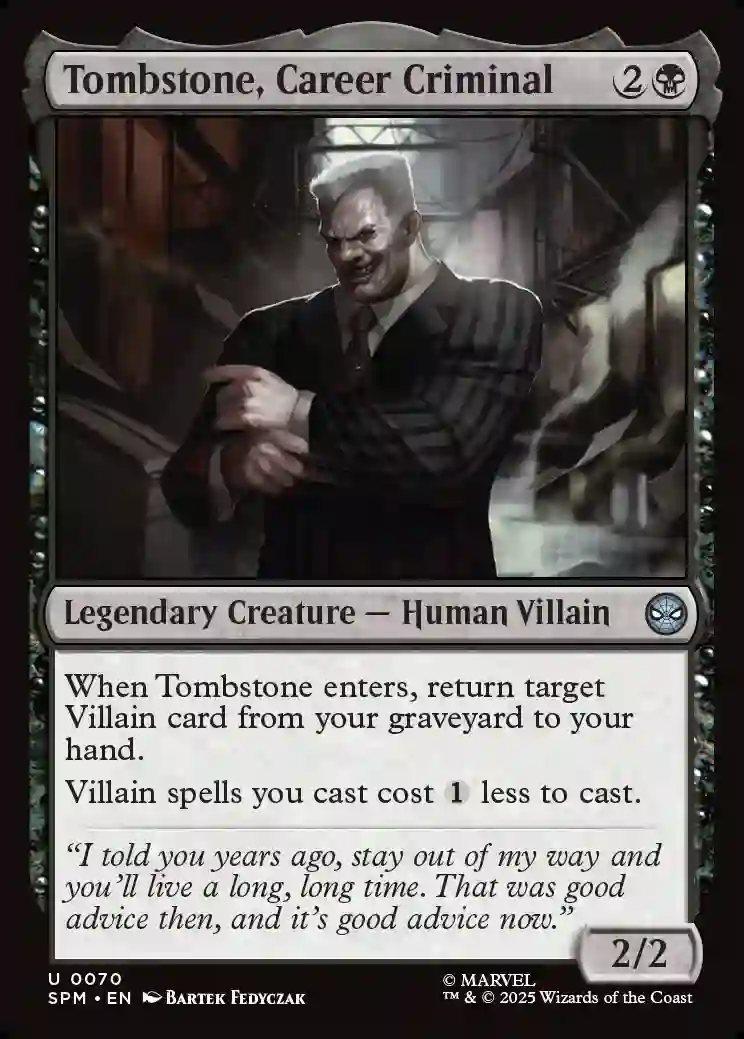 Tombstone, Career Criminal 2
Legendary Creature — Human Villain
When Tombstone enters, return target
Villain card from your graveyard to your
hand.
Villain spells you cast cost 1 less to cast.
“I told you years ago, stay out of my way and
you’ll live a long, long time. That was good
advice then, and it’s good advice now.”
2/2
U 0070
SPM • EN Bartek Fedyczak
© MARVEL
™ & © 2025 Wizards of the Coast